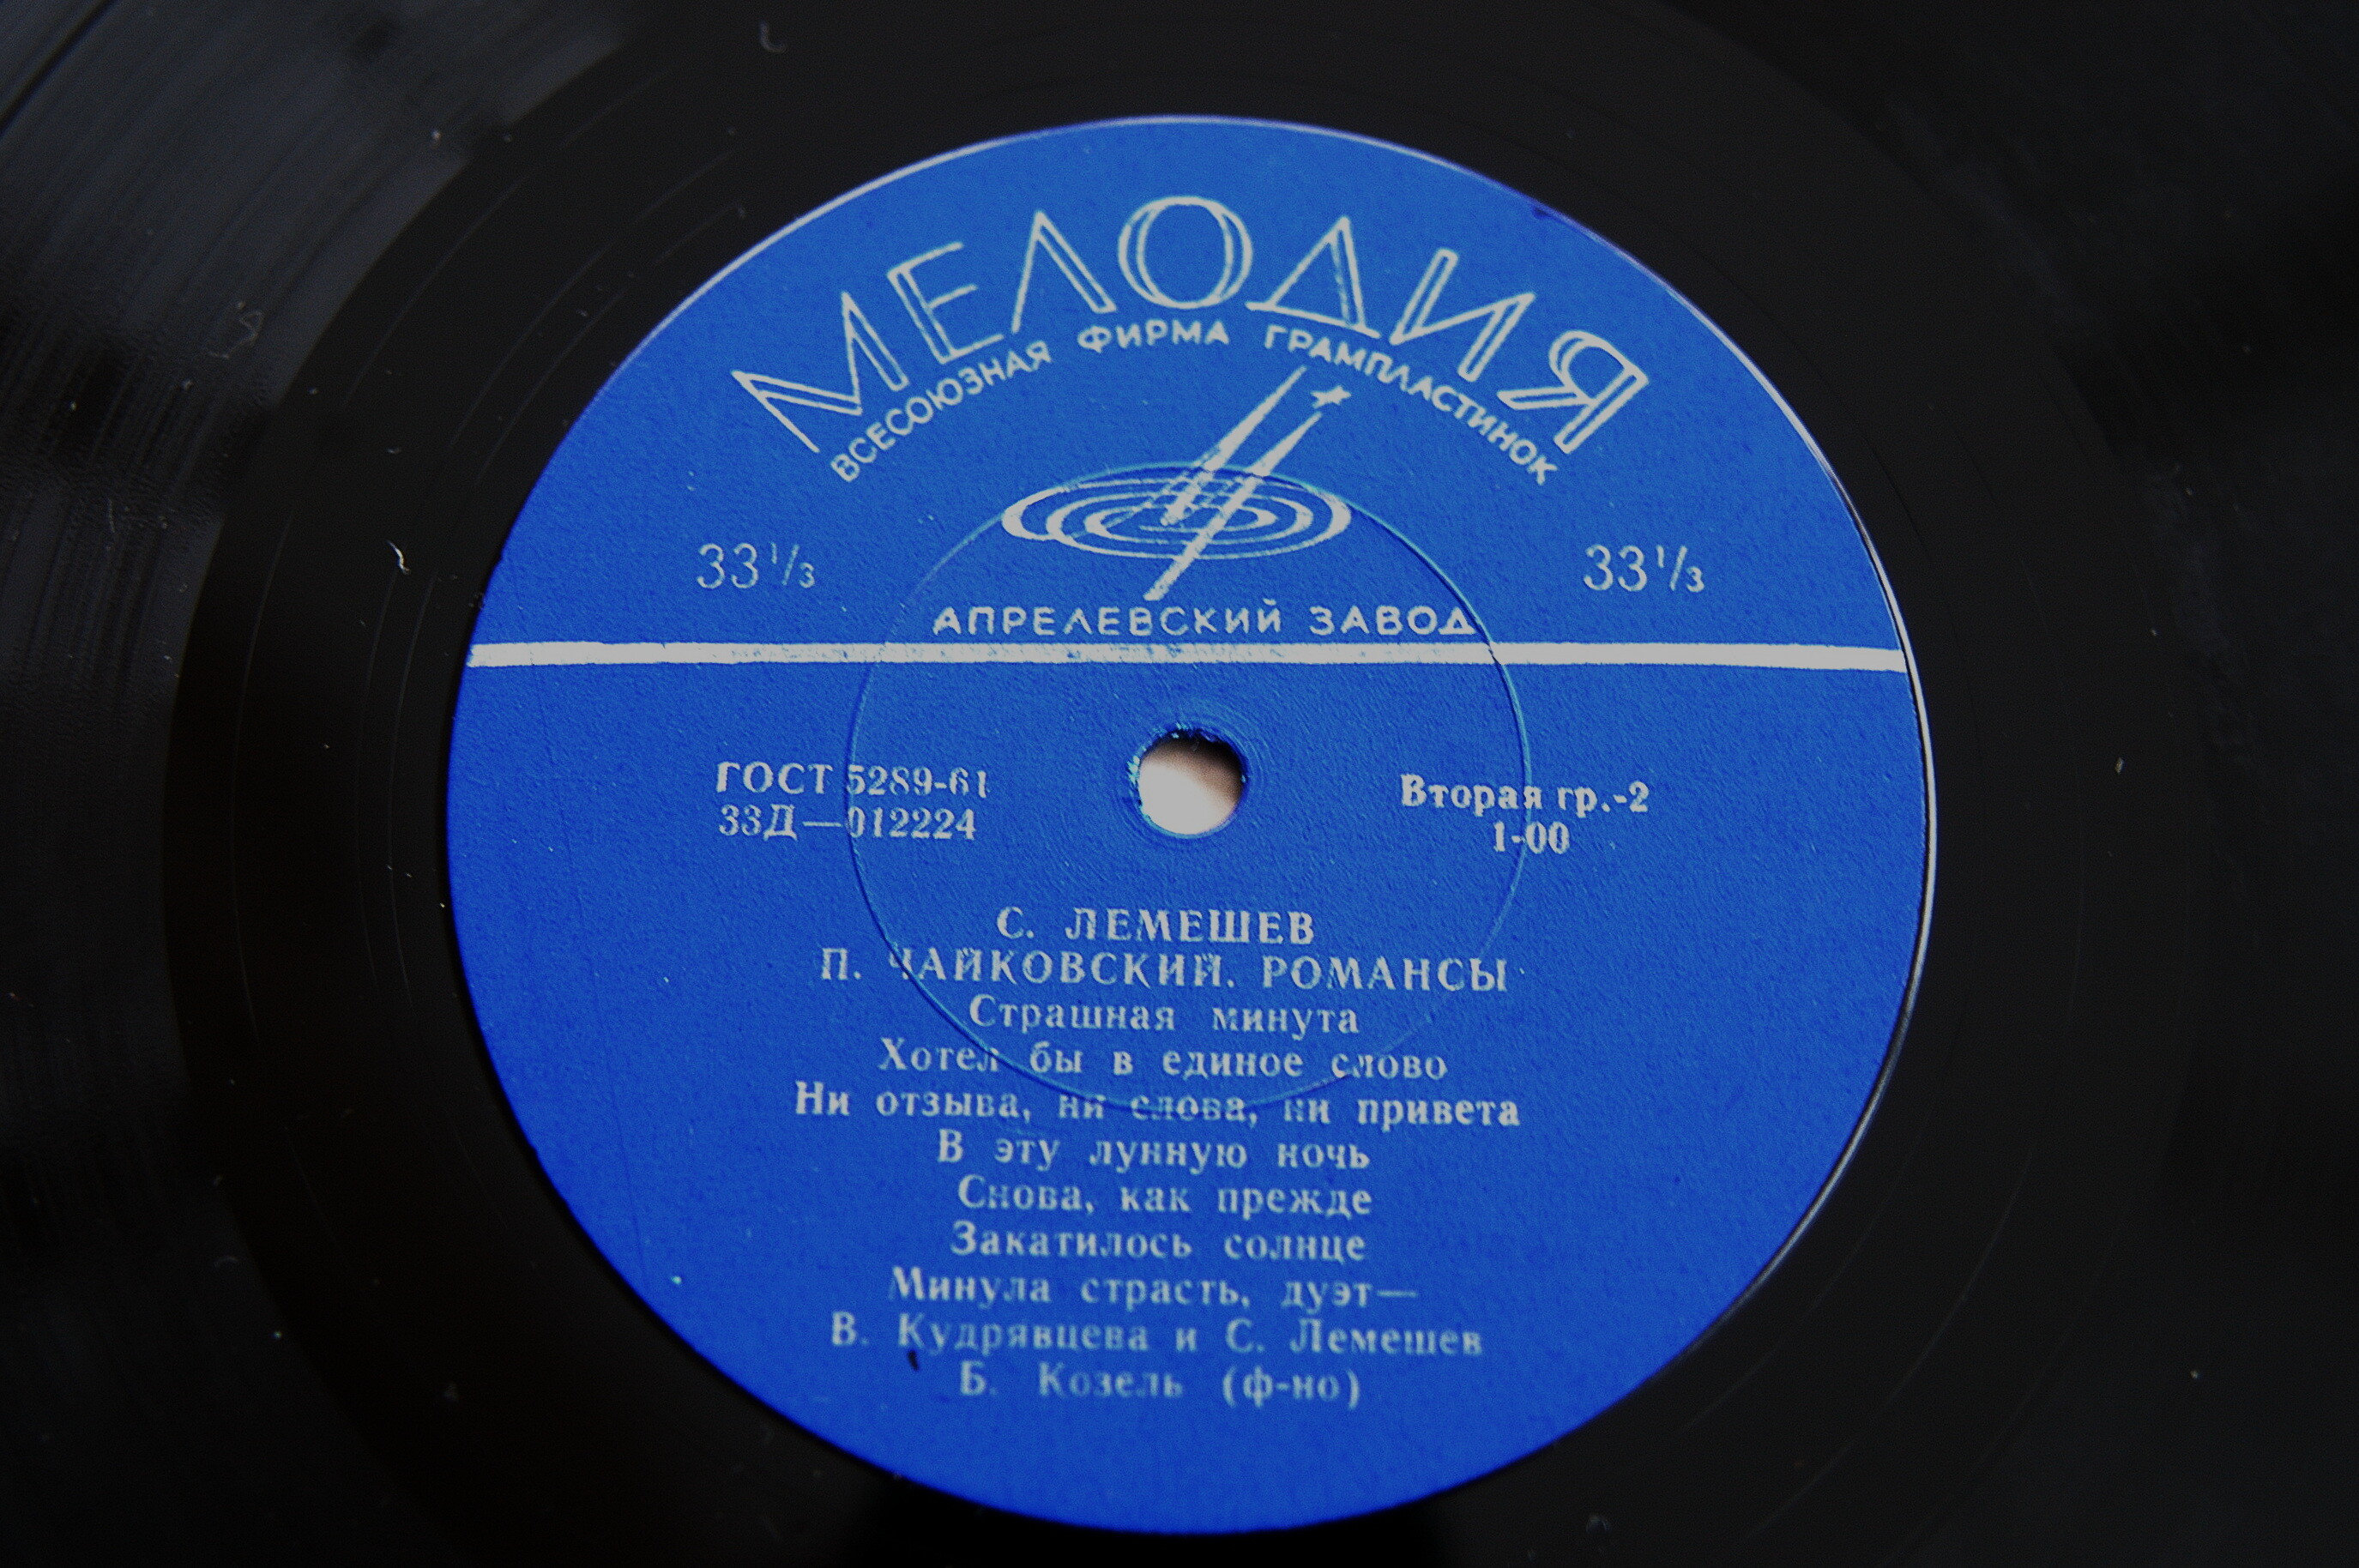 МЕЛОДИЯ
ВСЕСОЮЗНАЯ ФИРМА ГРАМПЛАСТИНОК
33⅓ 33⅓
АПРЕЛЕВСКИЙ ЗАВОД
ГОСТ 5289-61 Вторая гр.-2
33Д—012224 1-00
С. ЛЕМЕШЕВ
П. ЧАЙКОВСКИЙ. РОМАНСЫ
Страшная минута
Хотел бы в единое слово
Ни отзыва, ни слова, ни привета
В эту лунную ночь
Снова, как прежде
Закатилось солнце
Минула страсть, дуэт—
В. Кудрявцева и С. Лемешев
Б. Козель (ф-но)